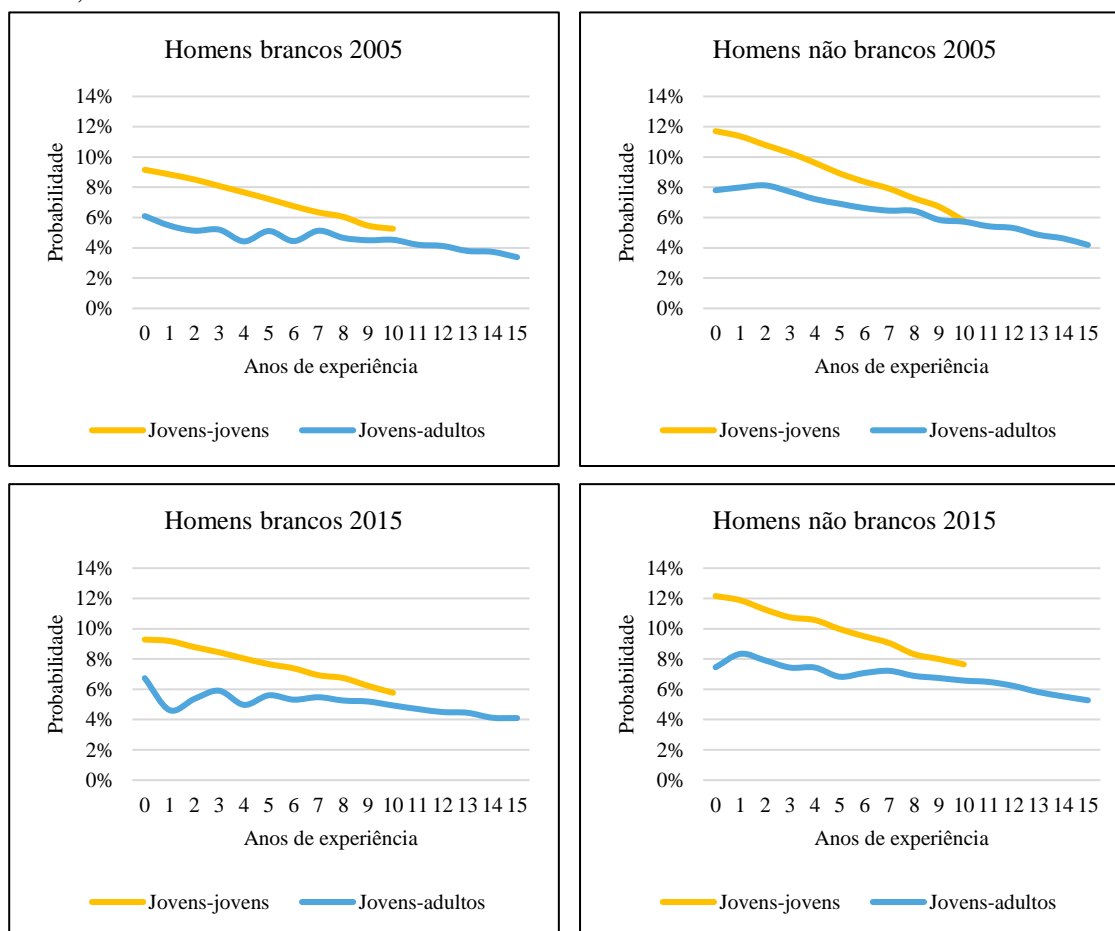 Homens brancos 2005
14%
12%
10%
8%
6%
4%
2%
0%
Probabilidade
0 1 2 3 4 5 6 7 8 9 10 11 12 13 14 15
Anos de experiência
Jovens-jovens Jovens-adultos
Homens não brancos 2005
14%
12%
10%
8%
6%
4%
2%
0%
Probabilidade
0 1 2 3 4 5 6 7 8 9 10 11 12 13 14 15
Anos de experiência
Jovens-jovens Jovens-adultos
Homens brancos 2015
14%
12%
10%
8%
6%
4%
2%
0%
Probabilidade
0 1 2 3 4 5 6 7 8 9 10 11 12 13 14 15
Anos de experiência
Jovens-jovens Jovens-adultos
Homens não brancos 2015
14%
12%
10%
8%
6%
4%
2%
0%
Probabilidade
0 1 2 3 4 5 6 7 8 9 10 11 12 13 14 15
Anos de experiência
Jovens-jovens Jovens-adultos